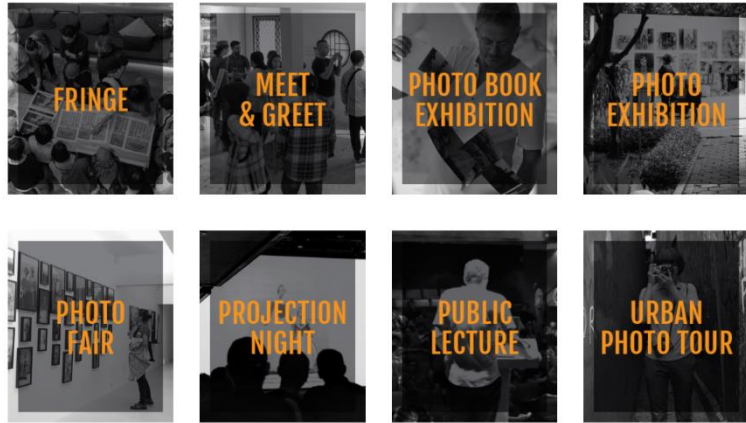 FRINGE
MEET
& GREET
PHOTO BOOK
EXHIBITION
PHOTO
EXHIBITION
PHOTO
FAIR
PROJECTION
NIGHT
PUBLIC
LECTURE
URBAN
PHOTO TOUR